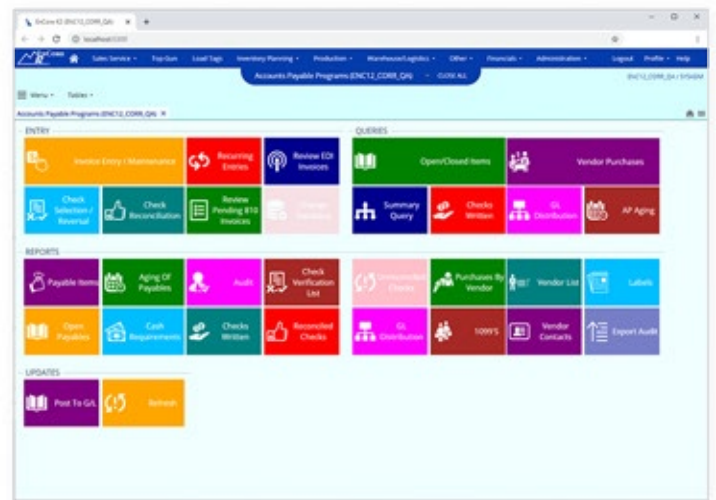 EnCore V2 (ENC12_CORR_QA)
localhost
Sales Service
Top Gun
Load Tags
Inventory Planning
Production
Warehouse/Logistics
Other
Financials
Administration
Logout
Profile
Help
Accounts Payable Programs (ENC12_CORR_QA)
CLOSE ALL
ENC12_CORR_QA / SYSADM
Menu
Tables
Accounts Payable Programs (ENC12_CORR_QA) X
ENTRY
Invoice Entry / Maintenance
Recurring
Entries
Review EDI
Invoices
Check
Selection /
Reversal
Check
Reconciliation
Review
Pending 810
Invoices
QUERIES
Open/Closed Items
Vendor Purchases
Summary
Query
Checks
Written
GL
Distribution
AP Aging
REPORTS
Payable Items
Aging Of
Payables
Audit
Check
Verification
List
Purchases By
Vendor
Vendor List
Labels
Open
Payables
Cash
Requirements
Checks
Written
Reconciled
Checks
GL
Distribution
1099'S
Vendor
Contacts
Export Audit
UPDATES
Post To G/L
Refresh